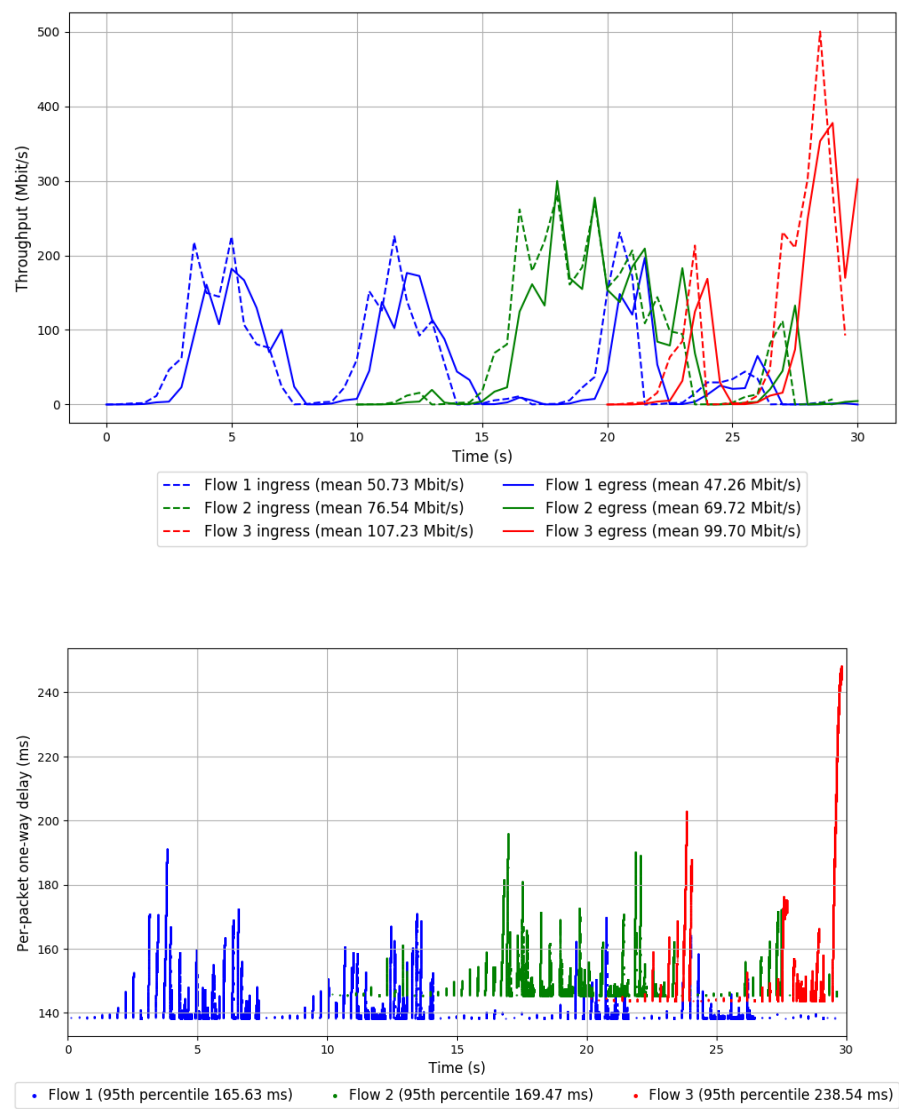 500
400
300
200
100
0
Throughput (Mbit/s)
0 5 10 15 20 25 30
Time (s)
Flow 1 ingress (mean 50.73 Mbit/s) Flow 1 egress (mean 47.26 Mbit/s)
Flow 2 ingress (mean 76.54 Mbit/s) Flow 2 egress (mean 69.72 Mbit/s)
Flow 3 ingress (mean 107.23 Mbit/s) Flow 3 egress (mean 99.70 Mbit/s)
240
220
200
180
160
140
Per-packet one-way delay (ms)
0 5 10 15 20 25 30
Time (s)
Flow 1 (95th percentile 165.63 ms) Flow 2 (95th percentile 169.47 ms) Flow 3 (95th percentile 238.54 ms)